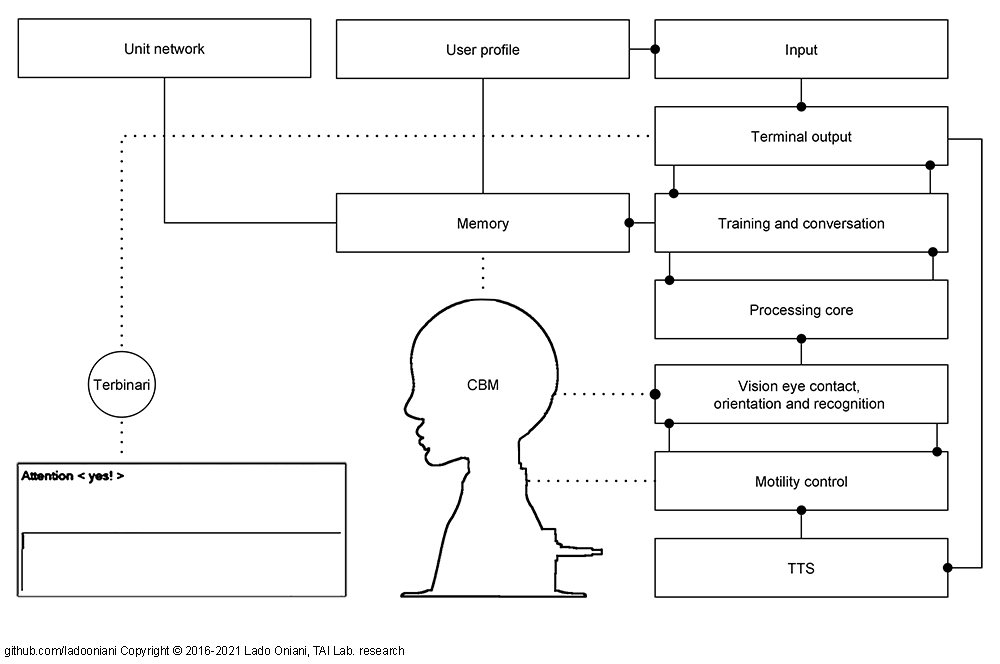 Unit network
User profile
Input
Terminal output
Memory
Training and conversation
Processing core
Terbinari
CBM
Vision eye contact,
orientation and recognition
Attention < yes! >
Motility control
TTS
github.com/ladooniani Copyright © 2016-2021 Lado Oniani, TAI Lab. research